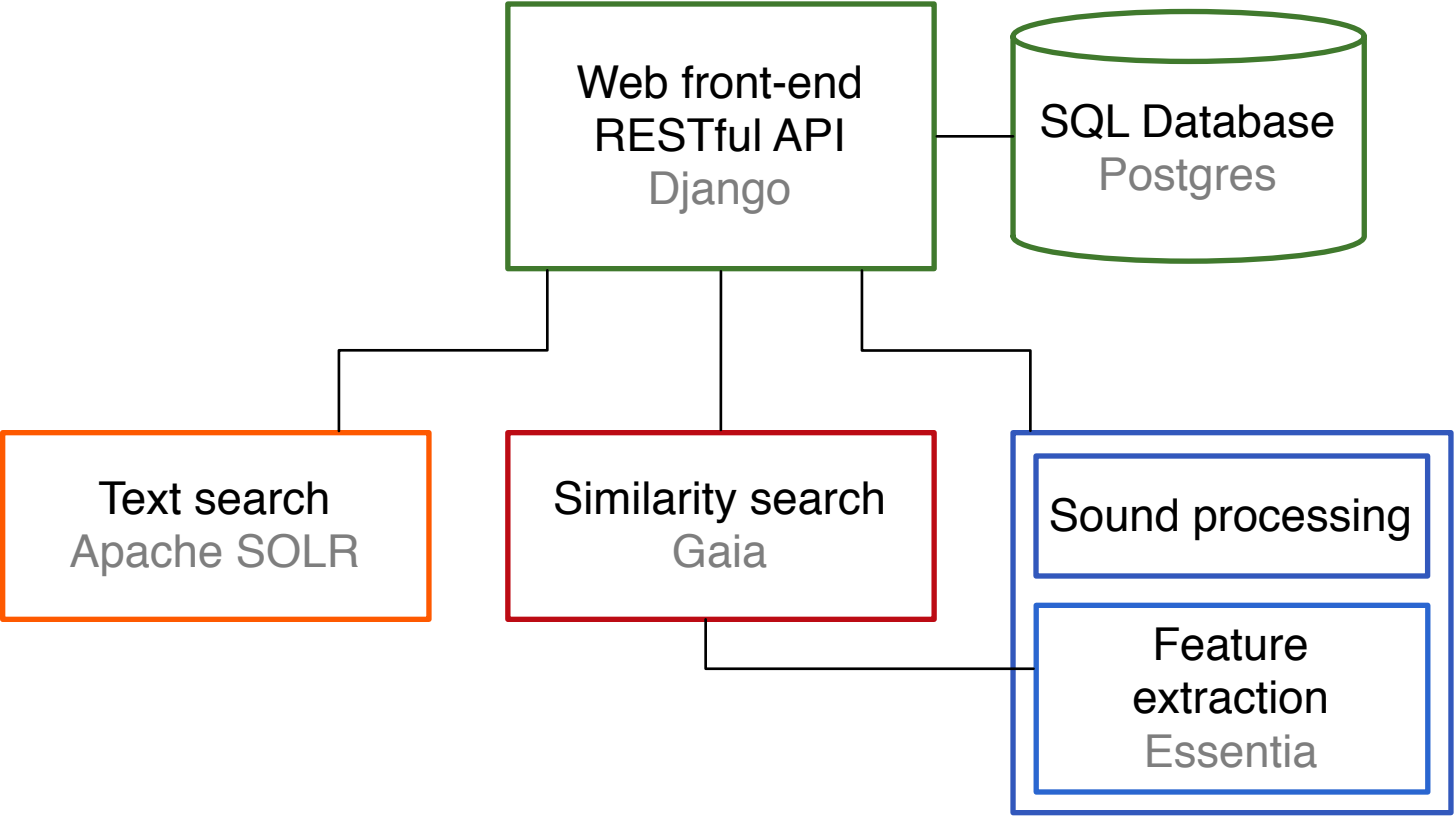 Web front-end
RESTful API
Django
SQL Database
Postgres
Text search
Apache SOLR
Similarity search
Gaia
Sound processing
Feature
extraction
Essentia